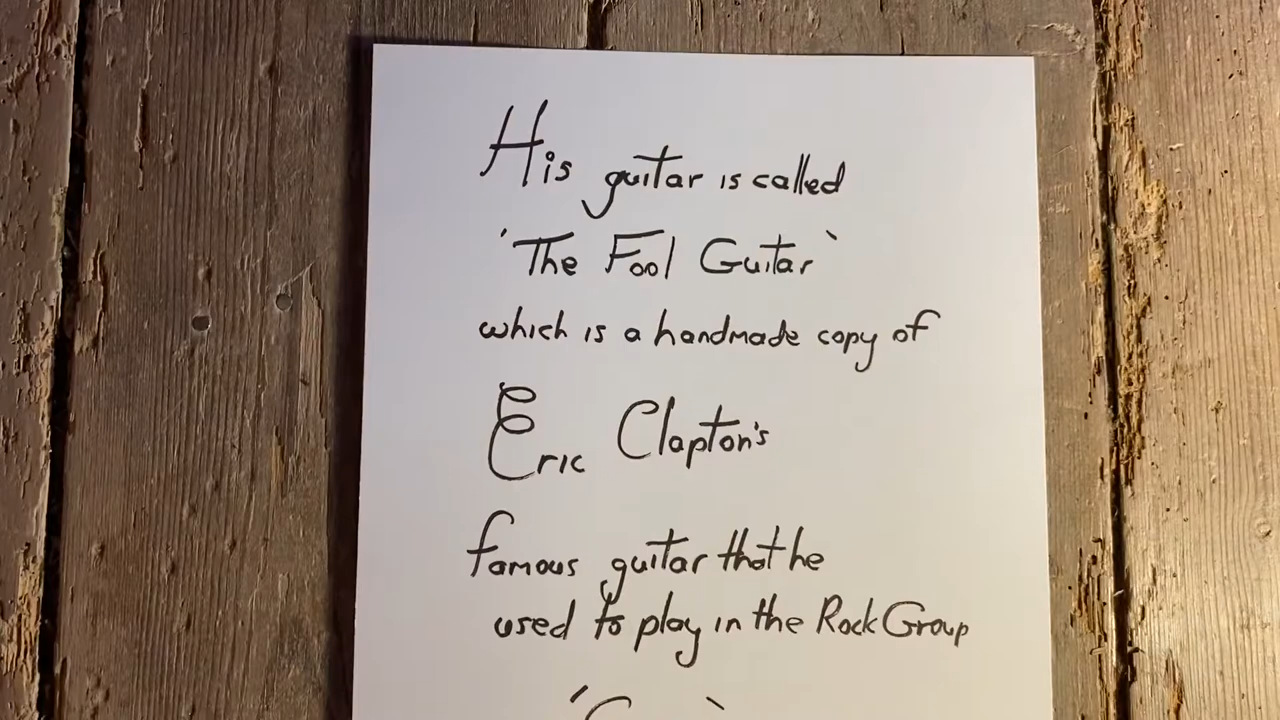 His guitar is called
'The Fool Guitar`
which is a handmade copy of
Eric Clapton's
famous guitar that he
used to play in the Rock Group